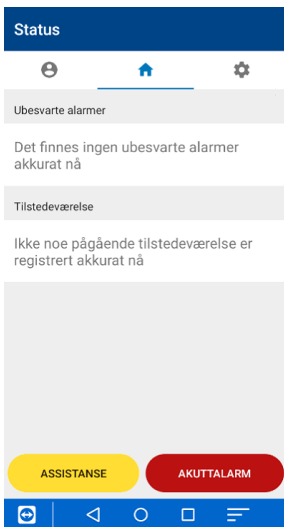 Status
Ubesvarte alarmer
Det finnes ingen ubesvarte alarmer
akkurat nå
Tilstedeværelse
Ikke noe pågående tilstedeværelse er
registrert akkurat nå
ASSISTANSE
AKUTTALARM